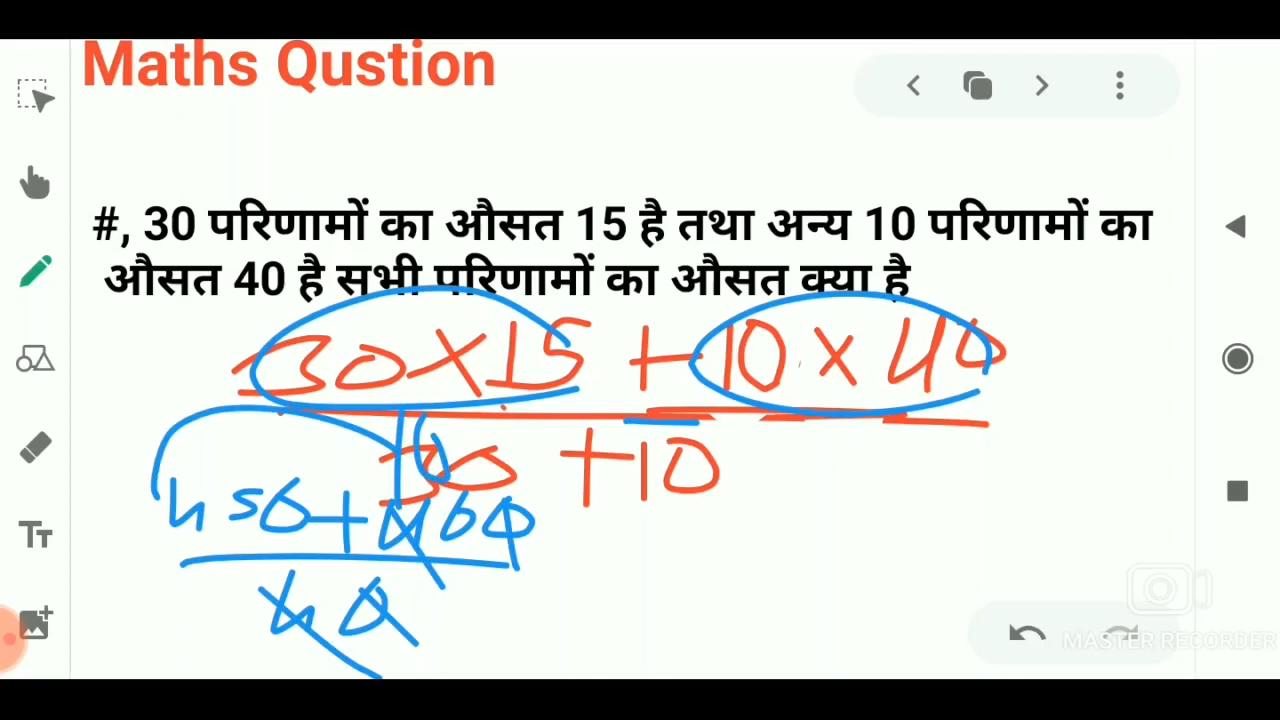 Maths Qustion
#, 30 परिणामों का औसत 15 है तथा अन्य 10 परिणामों का
औसत 40 है सभी परिणामों का औसत क्या है
30 × 15 + 10 × 40
30 + 10
450 + 400
40
Tт
MASTER RECORDER